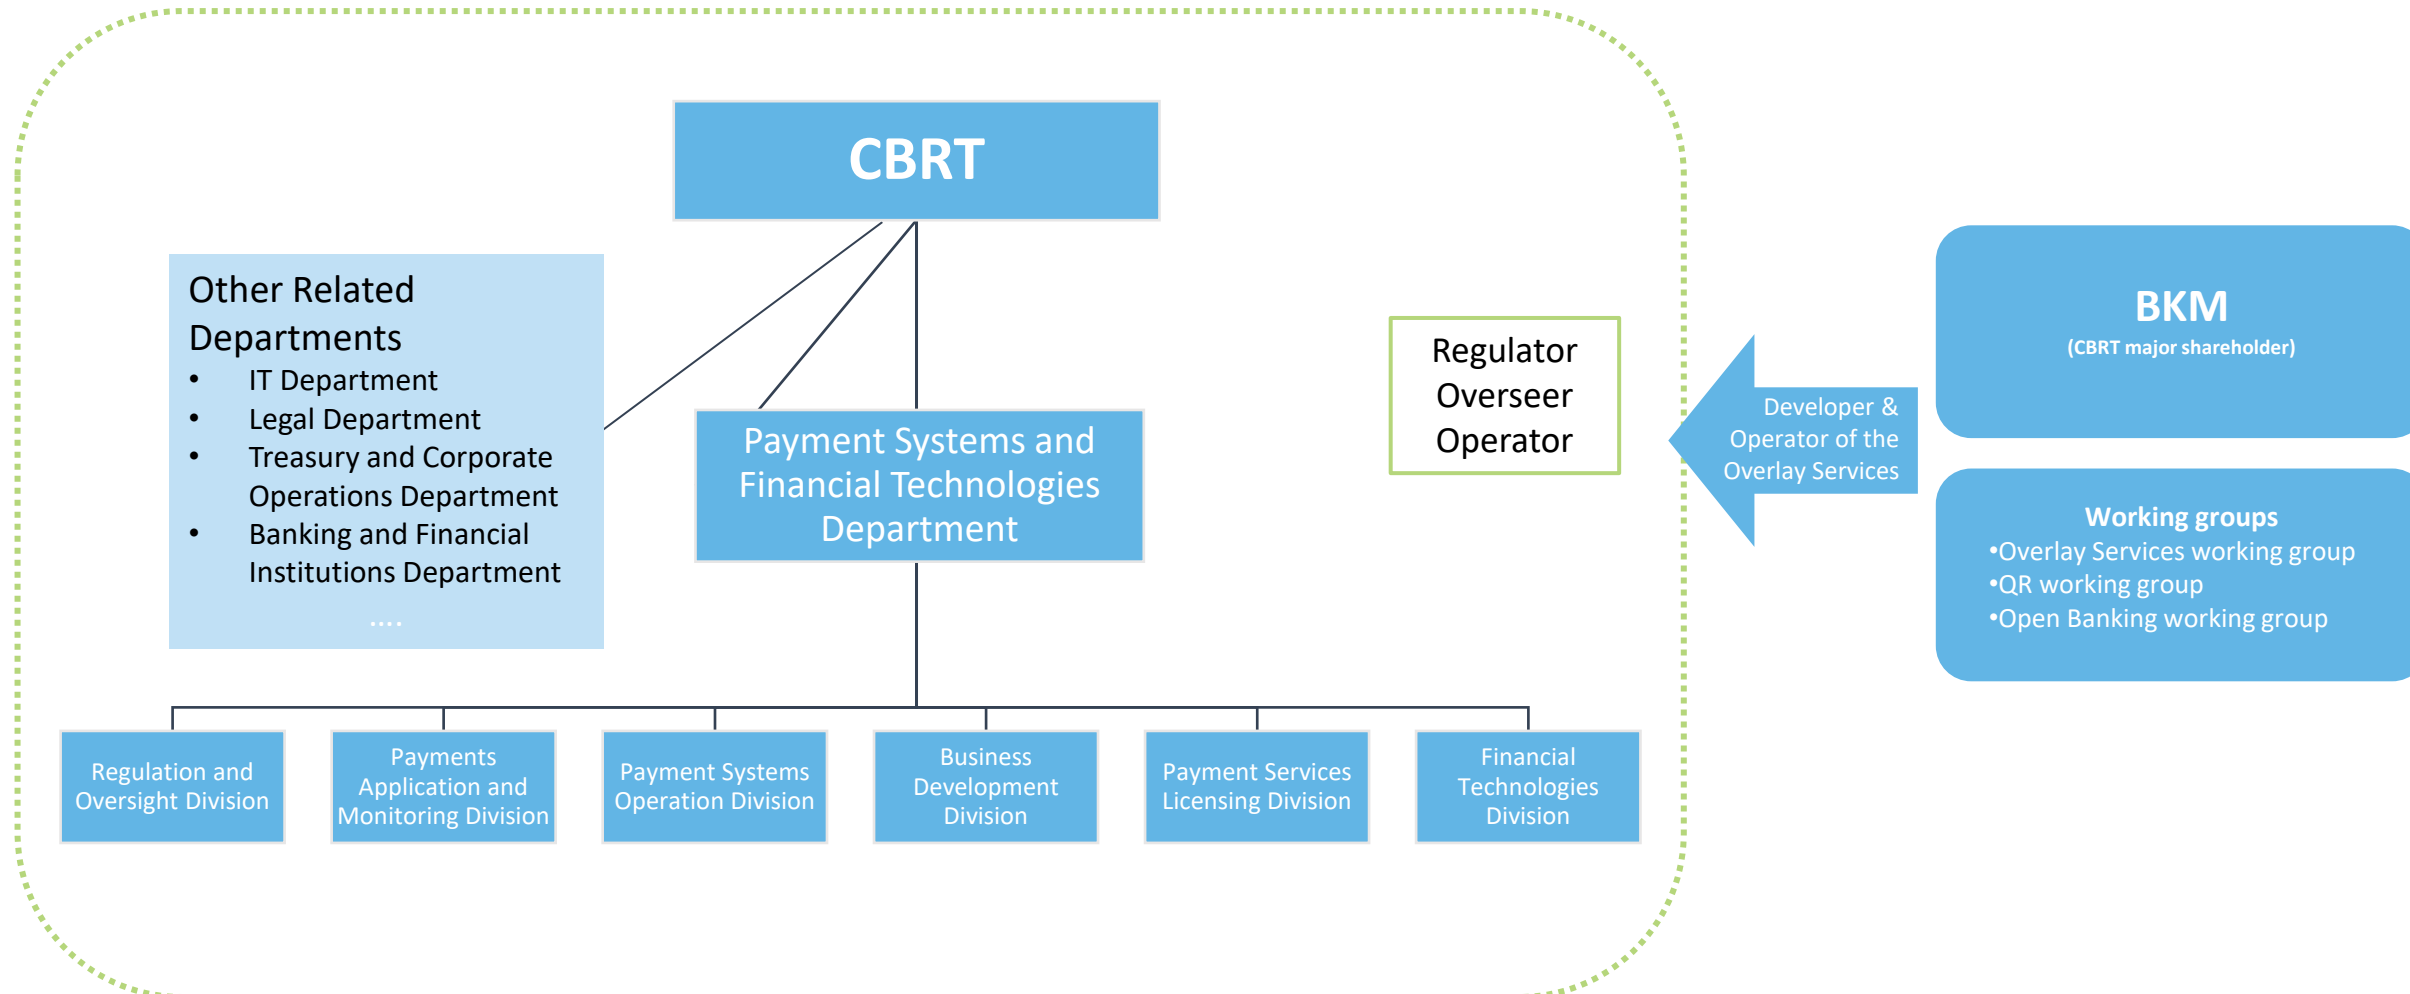 CBRT
Other Related
Departments
• IT Department
• Legal Department
• Treasury and Corporate
Operations Department
• Banking and Financial
Institutions Department
....
Payment Systems and
Financial Technologies
Department
Regulator
Overseer
Operator
Developer &
Operator of the
Overlay Services
BKM
(CBRT major shareholder)
Working groups
•Overlay Services working group
•QR working group
•Open Banking working group
Regulation and
Oversight Division
Payments
Application and
Monitoring Division
Payment Systems
Operation Division
Business
Development
Division
Payment Services
Licensing Division
Financial
Technologies
Division